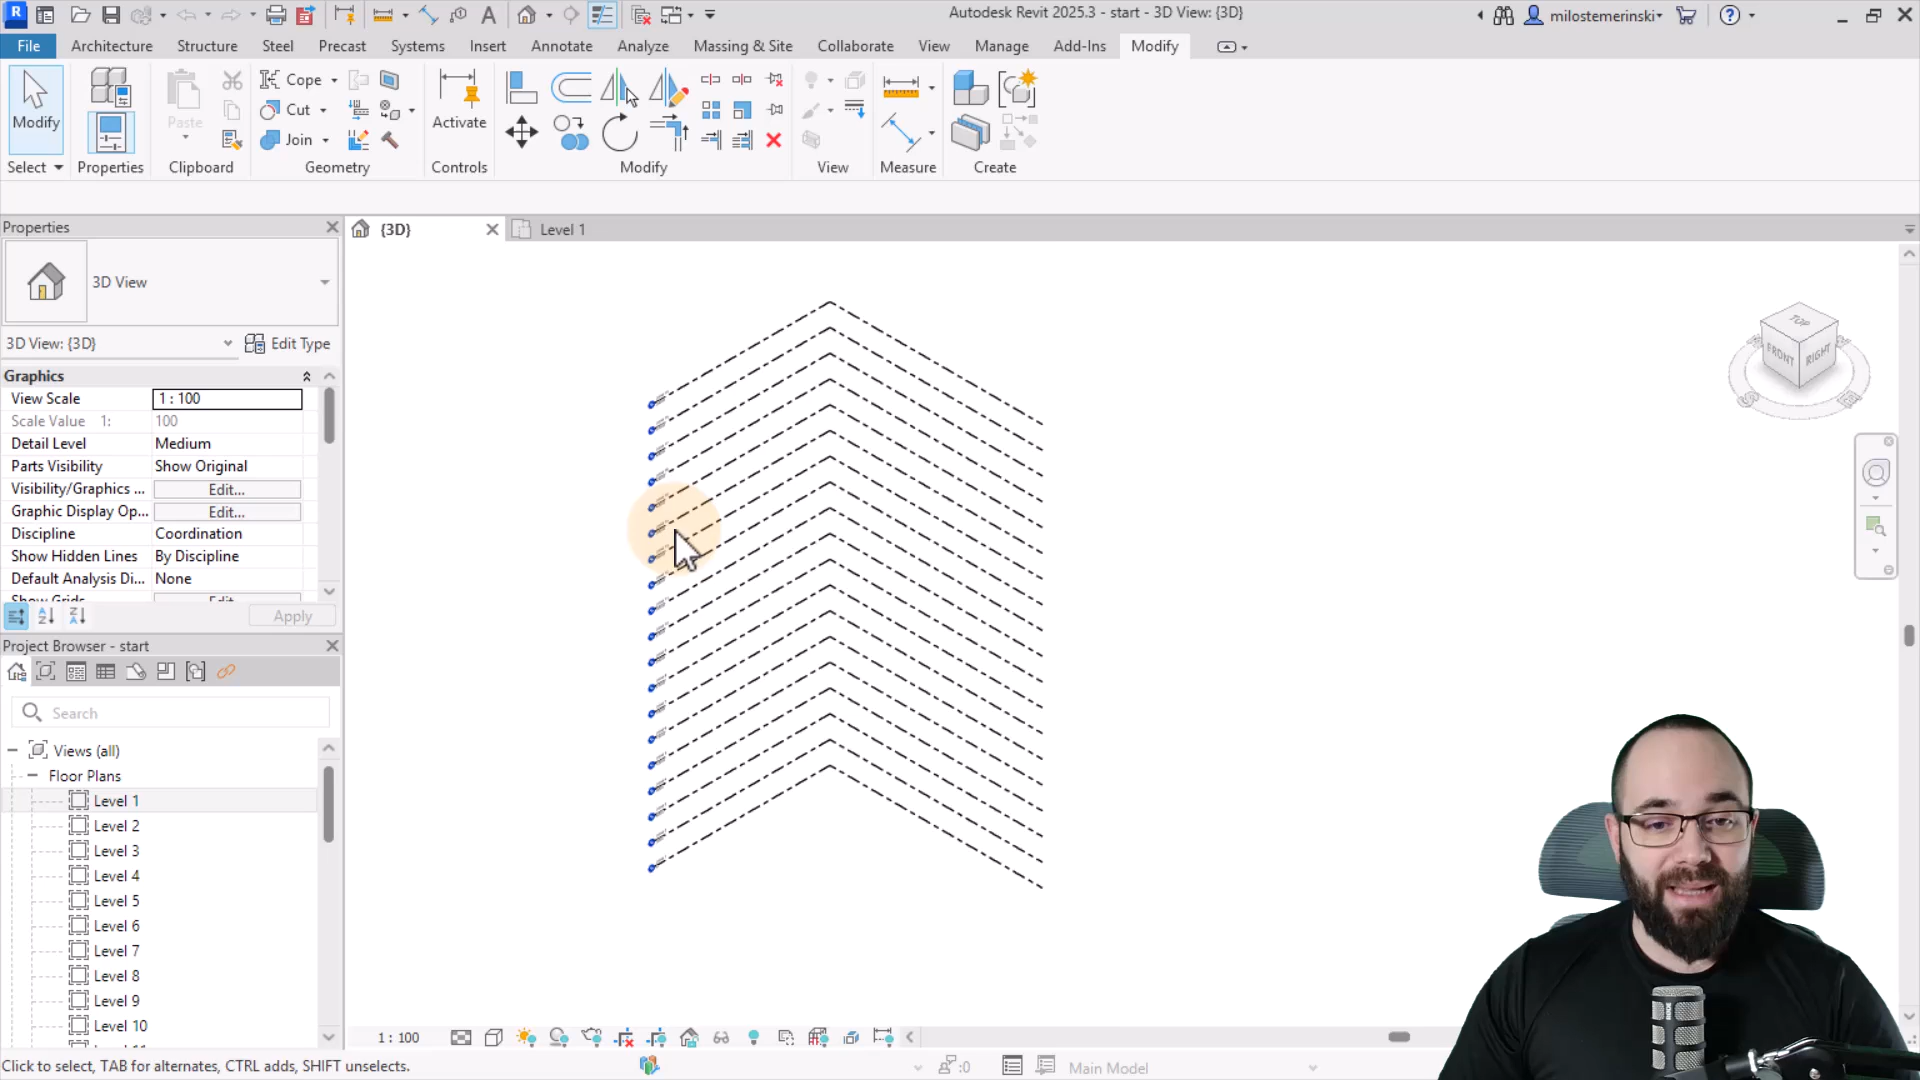 Autodesk Revit 2025.3 - start - 3D View: {3D}
milostemerinski
File
Architecture
Structure
Steel
Precast
Systems
Insert
Annotate
Analyze
Massing & Site
Collaborate
View
Manage
Add-Ins
Modify
Modify
Paste
Cope
Cut
Join
Activate
Select
Properties
Clipboard
Geometry
Controls
Modify
View
Measure
Create
Properties
{3D}
Level 1
3D View
3D View: {3D}
Edit Type
Graphics
View Scale
1 : 100
Scale Value 1:
100
Detail Level
Medium
Parts Visibility
Show Original
Visibility/Graphics ...
Edit...
Graphic Display Op...
Edit...
Discipline
Coordination
Show Hidden Lines
By Discipline
Default Analysis Di...
None
Show Grids
Edit...
Apply
Project Browser - start
Search
Views (all)
Floor Plans
Level 1
Level 2
Level 3
Level 4
Level 5
Level 6
Level 7
Level 8
Level 9
Level 10
TOP
FRONT
RIGHT
1 : 100
Click to select, TAB for alternates, CTRL adds, SHIFT unselects.
:0
Main Model